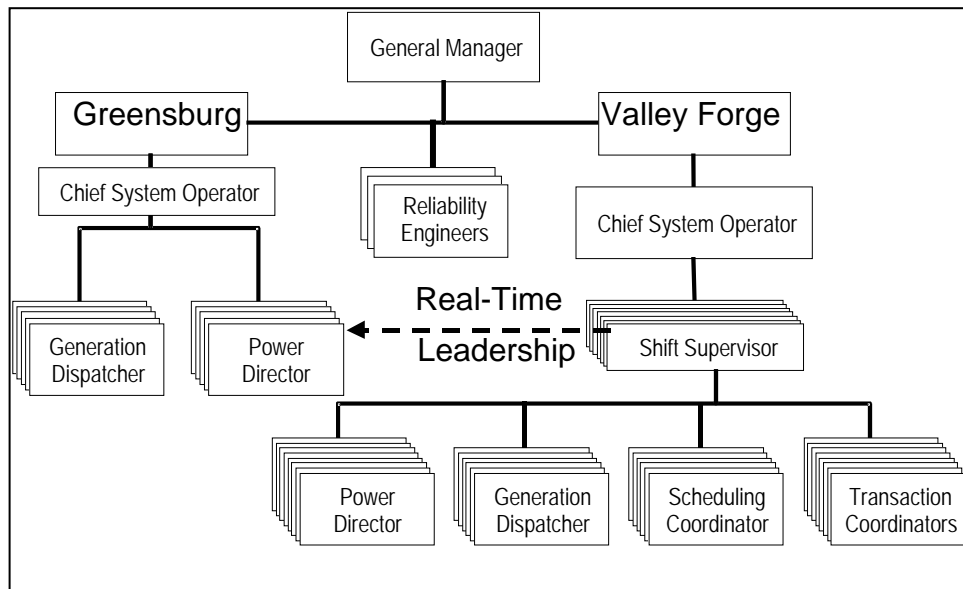 General Manager
Greensburg
Valley Forge
Chief System Operator
Reliability
Engineers
Chief System Operator
Real-Time
Leadership
Generation
Dispatcher
Power
Director
Shift Supervisor
Power
Director
Generation
Dispatcher
Scheduling
Coordinator
Transaction
Coordinators